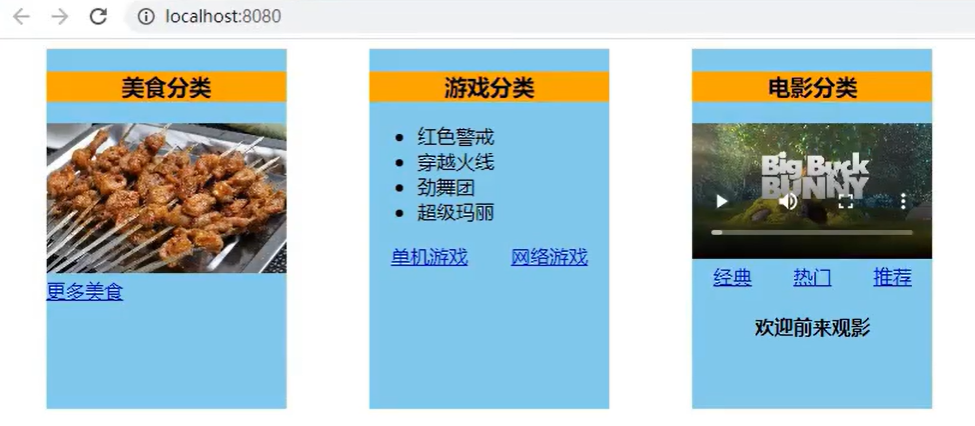 localhost:8080
美食分类
更多美食
游戏分类
红色警戒
穿越火线
劲舞团
超级玛丽
单机游戏 网络游戏
电影分类
Big Buck
BUNNY
经典 热门 推荐
欢迎前来观影